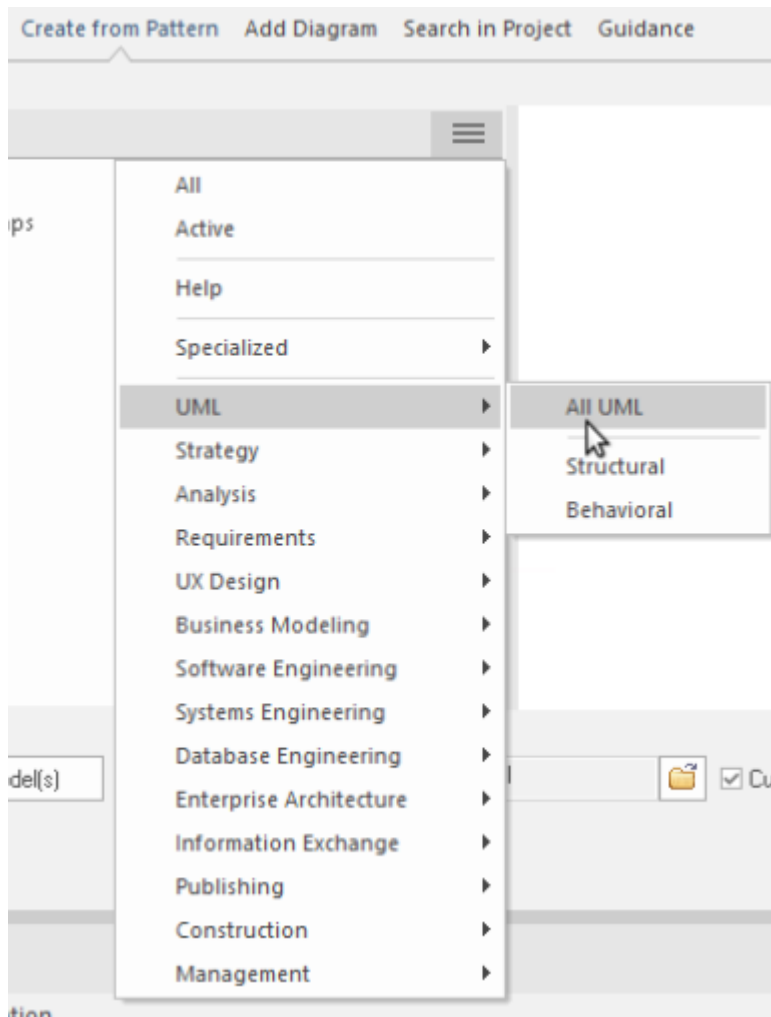 Create from Pattern Add Diagram Search in Project Guidance
All
Active
Help
Specialized
UML
All UML
Strategy
Structural
Analysis
Behavioral
Requirements
UX Design
Business Modeling
Software Engineering
Systems Engineering
Database Engineering
Enterprise Architecture
Information Exchange
Publishing
Construction
Management